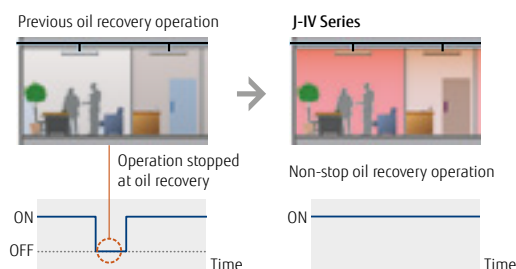 Previous oil recovery operation
J-IV Series
Operation stopped
at oil recovery
Non-stop oil recovery operation
ON
OFF
Time
ON
Time